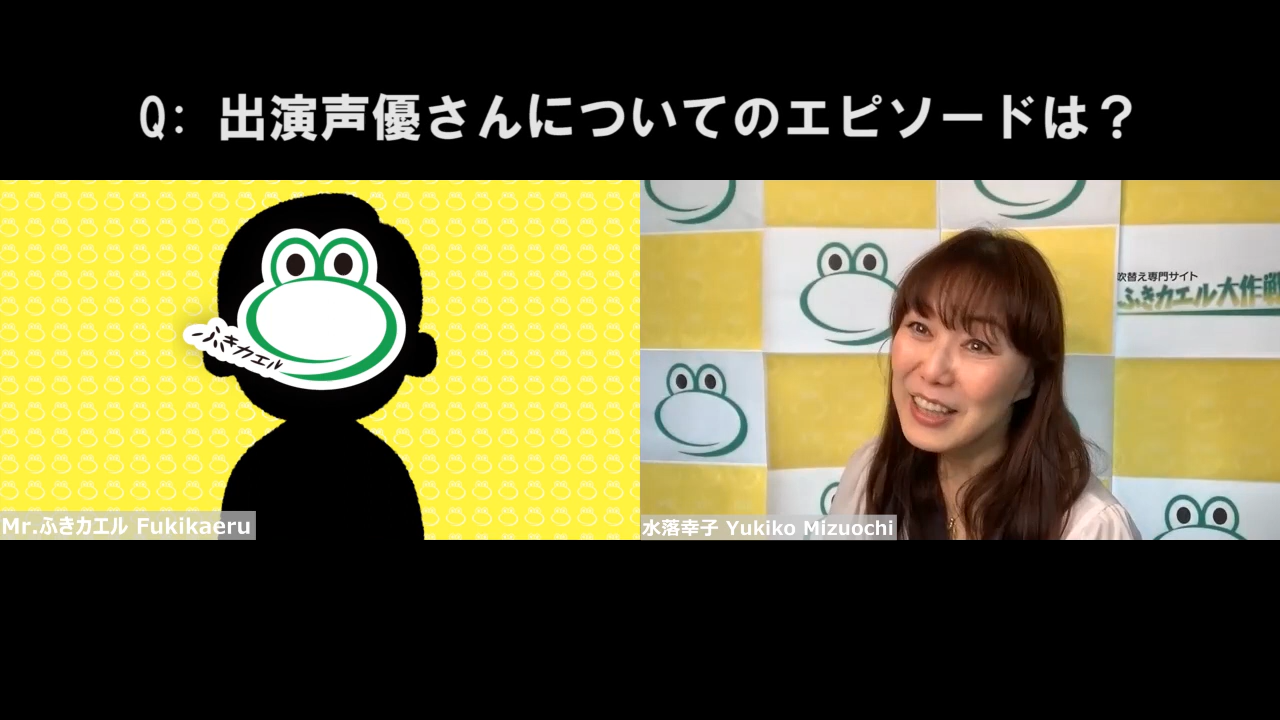 Q: 出演声優さんについてのエピソードは？
吹替え専門サイト
ふきカエル大作戦
ふきカエル
Mr.ふきカエル Fukikaeru
水落幸子 Yukiko Mizuochi